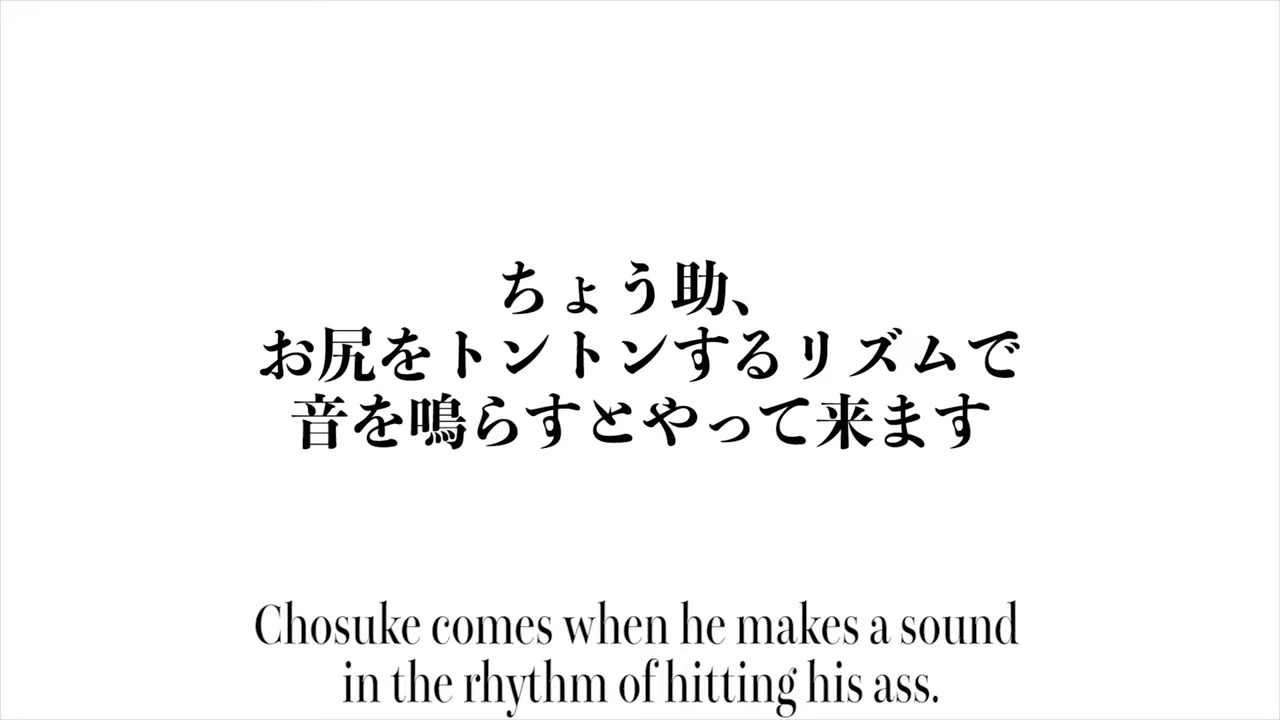 ちょう助、
お尻をトントンするリズムで
音を鳴らすとやって来ます
Chosuke comes when he makes a sound
in the rhythm of hitting his ass.